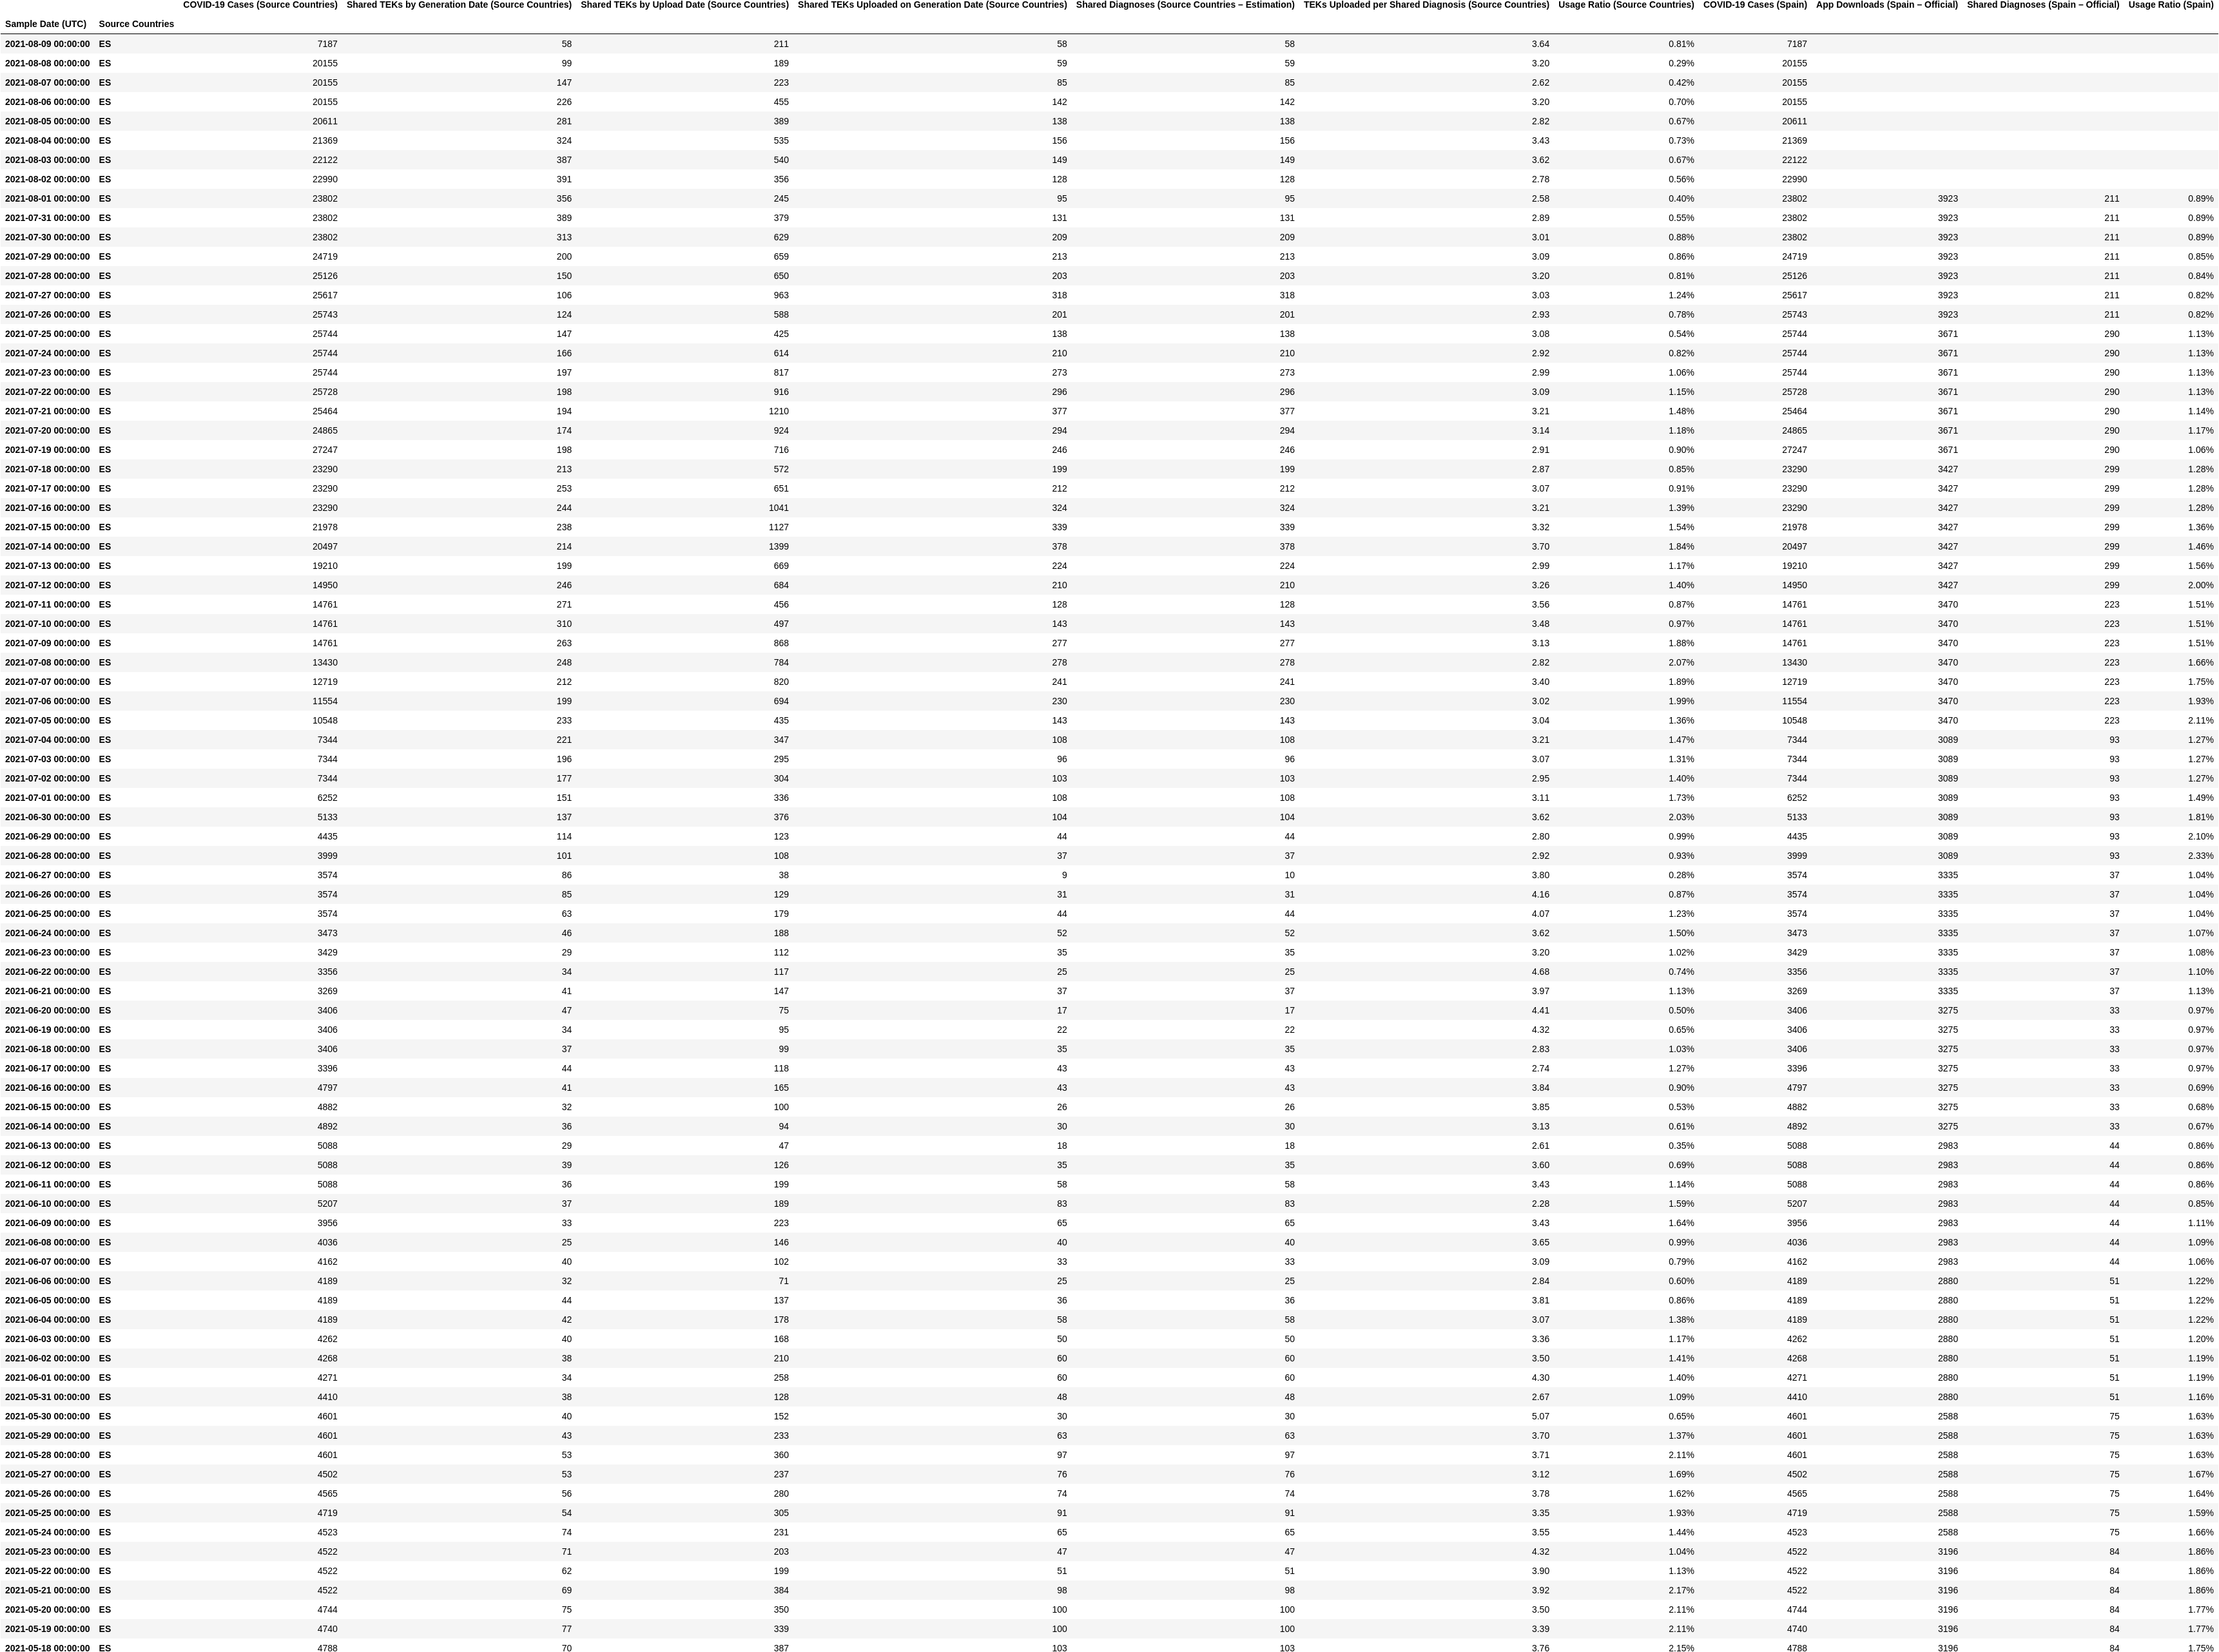 COVID-19 Cases (Source Countries) Shared TEKs by Generation Date (Source Countries) Shared TEKs by Upload Date (Source Countries) Shared TEKs Uploaded on Generation Date (Source Countries) Shared Diagnoses (Source Countries – Estimation) TEKs Uploaded per Shared Diagnosis (Source Countries) Usage Ratio (Source Countries) COVID-19 Cases (Spain) App Downloads (Spain – Official) Shared Diagnoses (Spain – Official) Usage Ratio (Spain)
Sample Date (UTC) Source Countries
2021-08-09 00:00:00 ES 7187 58 211 58 58 3.64 0.81% 7187
2021-08-08 00:00:00 ES 20155 99 189 59 59 3.20 0.29% 20155
2021-08-07 00:00:00 ES 20155 147 223 85 85 2.62 0.42% 20155
2021-08-06 00:00:00 ES 20155 226 455 142 142 3.20 0.70% 20155
2021-08-05 00:00:00 ES 20611 281 389 138 138 2.82 0.67% 20611
2021-08-04 00:00:00 ES 21369 324 535 156 156 3.43 0.73% 21369
2021-08-03 00:00:00 ES 22122 387 540 149 149 3.62 0.67% 22122
2021-08-02 00:00:00 ES 22990 391 356 128 128 2.78 0.56% 22990
2021-08-01 00:00:00 ES 23802 356 245 95 95 2.58 0.40% 23802 3923 211 0.89%
2021-07-31 00:00:00 ES 23802 389 379 131 131 2.89 0.55% 23802 3923 211 0.89%
2021-07-30 00:00:00 ES 23802 313 629 209 209 3.01 0.88% 23802 3923 211 0.89%
2021-07-29 00:00:00 ES 24719 200 659 213 213 3.09 0.86% 24719 3923 211 0.85%
2021-07-28 00:00:00 ES 25126 150 650 203 203 3.20 0.81% 25126 3923 211 0.84%
2021-07-27 00:00:00 ES 25617 106 963 318 318 3.03 1.24% 25617 3923 211 0.82%
2021-07-26 00:00:00 ES 25743 124 588 201 201 2.93 0.78% 25743 3923 211 0.82%
2021-07-25 00:00:00 ES 25744 147 425 138 138 3.08 0.54% 25744 3671 290 1.13%
2021-07-24 00:00:00 ES 25744 166 614 210 210 2.92 0.82% 25744 3671 290 1.13%
2021-07-23 00:00:00 ES 25744 197 817 273 273 2.99 1.06% 25744 3671 290 1.13%
2021-07-22 00:00:00 ES 25728 198 916 296 296 3.09 1.15% 25728 3671 290 1.13%
2021-07-21 00:00:00 ES 25464 194 1210 377 377 3.21 1.48% 25464 3671 290 1.14%
2021-07-20 00:00:00 ES 24865 174 924 294 294 3.14 1.18% 24865 3671 290 1.17%
2021-07-19 00:00:00 ES 27247 198 716 246 246 2.91 0.90% 27247 3671 290 1.06%
2021-07-18 00:00:00 ES 23290 213 572 199 199 2.87 0.85% 23290 3427 299 1.28%
2021-07-17 00:00:00 ES 23290 253 651 212 212 3.07 0.91% 23290 3427 299 1.28%
2021-07-16 00:00:00 ES 23290 244 1041 324 324 3.21 1.39% 23290 3427 299 1.28%
2021-07-15 00:00:00 ES 21978 238 1127 339 339 3.32 1.54% 21978 3427 299 1.36%
2021-07-14 00:00:00 ES 20497 214 1399 378 378 3.70 1.84% 20497 3427 299 1.46%
2021-07-13 00:00:00 ES 19210 199 669 224 224 2.99 1.17% 19210 3427 299 1.56%
2021-07-12 00:00:00 ES 14950 246 684 210 210 3.26 1.40% 14950 3427 299 2.00%
2021-07-11 00:00:00 ES 14761 271 456 128 128 3.56 0.87% 14761 3470 223 1.51%
2021-07-10 00:00:00 ES 14761 310 497 143 143 3.48 0.97% 14761 3470 223 1.51%
2021-07-09 00:00:00 ES 14761 263 868 277 277 3.13 1.88% 14761 3470 223 1.51%
2021-07-08 00:00:00 ES 13430 248 784 278 278 2.82 2.07% 13430 3470 223 1.66%
2021-07-07 00:00:00 ES 12719 212 820 241 241 3.40 1.89% 12719 3470 223 1.75%
2021-07-06 00:00:00 ES 11554 199 694 230 230 3.02 1.99% 11554 3470 223 1.93%
2021-07-05 00:00:00 ES 10548 233 435 143 143 3.04 1.36% 10548 3470 223 2.11%
2021-07-04 00:00:00 ES 7344 221 347 108 108 3.21 1.47% 7344 3089 93 1.27%
2021-07-03 00:00:00 ES 7344 196 295 96 96 3.07 1.31% 7344 3089 93 1.27%
2021-07-02 00:00:00 ES 7344 177 304 103 103 2.95 1.40% 7344 3089 93 1.27%
2021-07-01 00:00:00 ES 6252 151 336 108 108 3.11 1.73% 6252 3089 93 1.49%
2021-06-30 00:00:00 ES 5133 137 376 104 104 3.62 2.03% 5133 3089 93 1.81%
2021-06-29 00:00:00 ES 4435 114 123 44 44 2.80 0.99% 4435 3089 93 2.10%
2021-06-28 00:00:00 ES 3999 101 108 37 37 2.92 0.93% 3999 3089 93 2.33%
2021-06-27 00:00:00 ES 3574 86 38 9 10 3.80 0.28% 3574 3335 37 1.04%
2021-06-26 00:00:00 ES 3574 85 129 31 31 4.16 0.87% 3574 3335 37 1.04%
2021-06-25 00:00:00 ES 3574 63 179 44 44 4.07 1.23% 3574 3335 37 1.04%
2021-06-24 00:00:00 ES 3473 46 188 52 52 3.62 1.50% 3473 3335 37 1.07%
2021-06-23 00:00:00 ES 3429 29 112 35 35 3.20 1.02% 3429 3335 37 1.08%
2021-06-22 00:00:00 ES 3356 34 117 25 25 4.68 0.74% 3356 3335 37 1.10%
2021-06-21 00:00:00 ES 3269 41 147 37 37 3.97 1.13% 3269 3335 37 1.13%
2021-06-20 00:00:00 ES 3406 47 75 17 17 4.41 0.50% 3406 3275 33 0.97%
2021-06-19 00:00:00 ES 3406 34 95 22 22 4.32 0.65% 3406 3275 33 0.97%
2021-06-18 00:00:00 ES 3406 37 99 35 35 2.83 1.03% 3406 3275 33 0.97%
2021-06-17 00:00:00 ES 3396 44 118 43 43 2.74 1.27% 3396 3275 33 0.97%
2021-06-16 00:00:00 ES 4797 41 165 43 43 3.84 0.90% 4797 3275 33 0.69%
2021-06-15 00:00:00 ES 4882 32 100 26 26 3.85 0.53% 4882 3275 33 0.68%
2021-06-14 00:00:00 ES 4892 36 94 30 30 3.13 0.61% 4892 3275 33 0.67%
2021-06-13 00:00:00 ES 5088 29 47 18 18 2.61 0.35% 5088 2983 44 0.86%
2021-06-12 00:00:00 ES 5088 39 126 35 35 3.60 0.69% 5088 2983 44 0.86%
2021-06-11 00:00:00 ES 5088 36 199 58 58 3.43 1.14% 5088 2983 44 0.86%
2021-06-10 00:00:00 ES 5207 37 189 83 83 2.28 1.59% 5207 2983 44 0.85%
2021-06-09 00:00:00 ES 3956 33 223 65 65 3.43 1.64% 3956 2983 44 1.11%
2021-06-08 00:00:00 ES 4036 25 146 40 40 3.65 0.99% 4036 2983 44 1.09%
2021-06-07 00:00:00 ES 4162 40 102 33 33 3.09 0.79% 4162 2983 44 1.06%
2021-06-06 00:00:00 ES 4189 32 71 25 25 2.84 0.60% 4189 2880 51 1.22%
2021-06-05 00:00:00 ES 4189 44 137 36 36 3.81 0.86% 4189 2880 51 1.22%
2021-06-04 00:00:00 ES 4189 42 178 58 58 3.07 1.38% 4189 2880 51 1.22%
2021-06-03 00:00:00 ES 4262 40 168 50 50 3.36 1.17% 4262 2880 51 1.20%
2021-06-02 00:00:00 ES 4268 38 210 60 60 3.50 1.41% 4268 2880 51 1.19%
2021-06-01 00:00:00 ES 4271 34 258 60 60 4.30 1.40% 4271 2880 51 1.19%
2021-05-31 00:00:00 ES 4410 38 128 48 48 2.67 1.09% 4410 2880 51 1.16%
2021-05-30 00:00:00 ES 4601 40 152 30 30 5.07 0.65% 4601 2588 75 1.63%
2021-05-29 00:00:00 ES 4601 43 233 63 63 3.70 1.37% 4601 2588 75 1.63%
2021-05-28 00:00:00 ES 4601 53 360 97 97 3.71 2.11% 4601 2588 75 1.63%
2021-05-27 00:00:00 ES 4502 53 237 76 76 3.12 1.69% 4502 2588 75 1.67%
2021-05-26 00:00:00 ES 4565 56 280 74 74 3.78 1.62% 4565 2588 75 1.64%
2021-05-25 00:00:00 ES 4719 54 305 91 91 3.35 1.93% 4719 2588 75 1.59%
2021-05-24 00:00:00 ES 4523 74 231 65 65 3.55 1.44% 4523 2588 75 1.66%
2021-05-23 00:00:00 ES 4522 71 203 47 47 4.32 1.04% 4522 3196 84 1.86%
2021-05-22 00:00:00 ES 4522 62 199 51 51 3.90 1.13% 4522 3196 84 1.86%
2021-05-21 00:00:00 ES 4522 69 384 98 98 3.92 2.17% 4522 3196 84 1.86%
2021-05-20 00:00:00 ES 4744 75 350 100 100 3.50 2.11% 4744 3196 84 1.77%
2021-05-19 00:00:00 ES 4740 77 339 100 100 3.39 2.11% 4740 3196 84 1.77%
2021-05-18 00:00:00 ES 4788 70 387 103 103 3.76 2.15% 4788 3196 84 1.75%